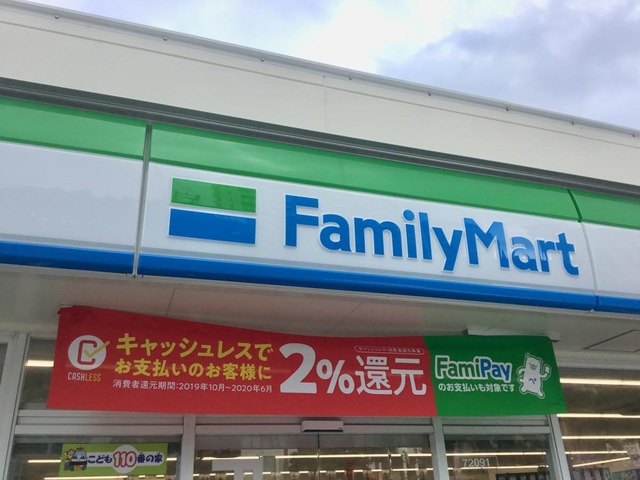 FamilyMart
CASHLESS
キャッシュレスで
お支払いのお客様に
消費者還元期間:2019年10月~2020年6月
2%還元
FamiPay
のお支払いも対象です
ペ
こども110番の家
72091